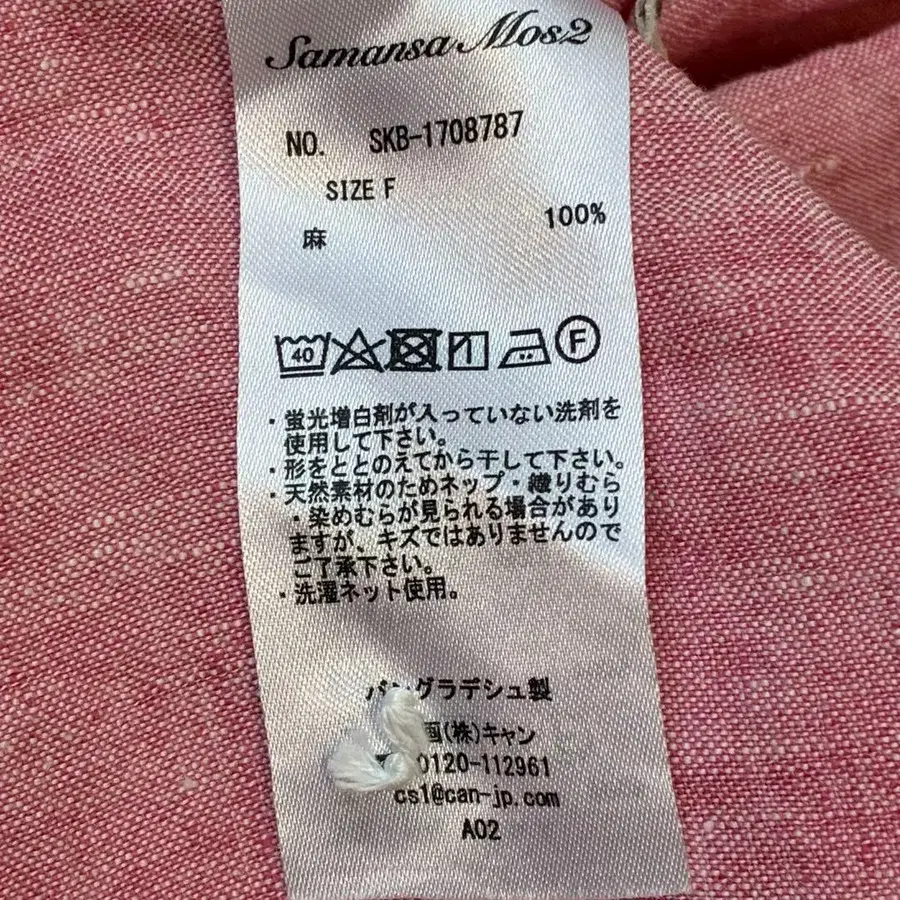 Samansa Mos2
NO. SKB-1708787
SIZE F
麻 100%
40 F
・蛍光増白剤が入っていない洗剤を
使用して下さい。
・形をととのえてから干して下さい。
・天然素材のためネップ・織りむら
・染めむらが見られる場合があり
ますが、キズではありませんので
ご了承下さい。
・洗濯ネット使用。
バングラデシュ製
画(株)キャン
0120-112961
cs1@can-jp.com
A02